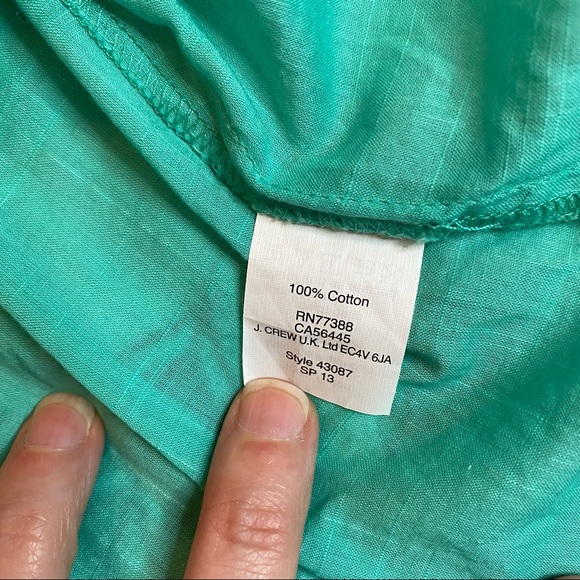 100% Cotton
RN77388
CA56445
J. CREW U.K. Ltd EC4V 6JA
Style 43087
SP 13